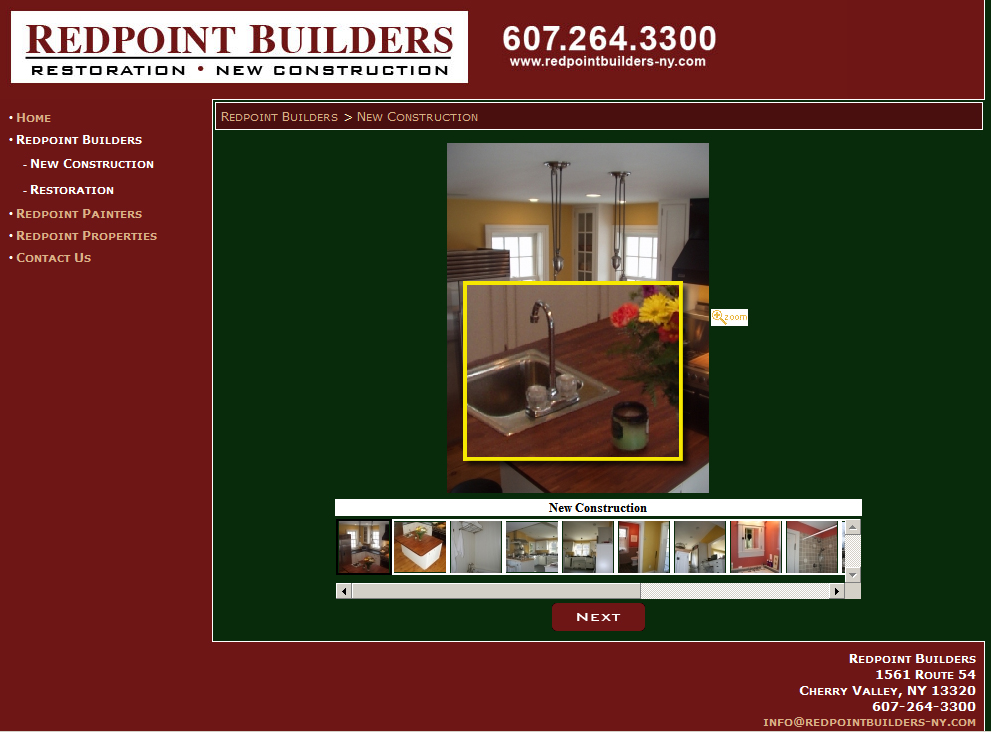 REDPOINT BUILDERS
RESTORATION • NEW CONSTRUCTION
607.264.3300
www.redpointbuilders-ny.com
• HOME
• REDPOINT BUILDERS
- NEW CONSTRUCTION
- RESTORATION
• REDPOINT PAINTERS
• REDPOINT PROPERTIES
• CONTACT US
REDPOINT BUILDERS > NEW CONSTRUCTION
zoom
New Construction
NEXT
REDPOINT BUILDERS
1561 ROUTE 54
CHERRY VALLEY, NY 13320
607-264-3300
INFO@REDPOINTBUILDERS-NY.COM